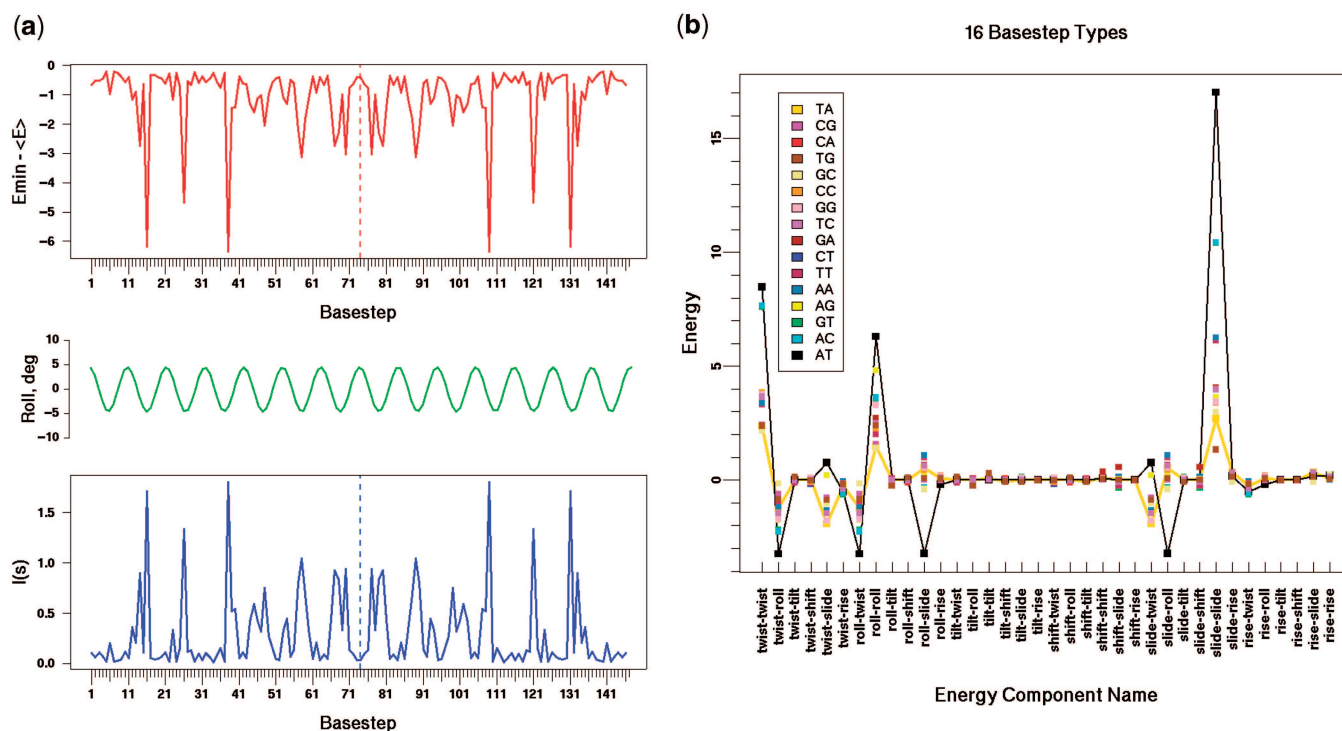 (a)
0
-1
-2
-3
-4
-5
-6
Emin - <E>
1 11 21 31 41 51 61 71 81 91 101 111 121 131 141
Basestep
10
5
0
-5
-10
Roll, deg
1.5
1.0
0.5
0.0
I(s)
1 11 21 31 41 51 61 71 81 91 101 111 121 131 141
Basestep
(b)
16 Basestep Types
TA
CG
CA
TG
GC
CC
GG
TC
GA
CT
TT
AA
AG
GT
AC
AT
15
10
5
0
Energy
twist-twist
twist-roll
twist-tilt
twist-shift
twist-slide
twist-rise
roll-twist
roll-roll
roll-tilt
roll-shift
roll-slide
roll-rise
tilt-twist
tilt-roll
tilt-tilt
tilt-shift
tilt-slide
tilt-rise
shift-twist
shift-roll
shift-tilt
shift-shift
shift-slide
shift-rise
slide-twist
slide-roll
slide-tilt
slide-shift
slide-slide
slide-rise
rise-twist
rise-roll
rise-tilt
rise-shift
rise-slide
rise-rise
Energy Component Name